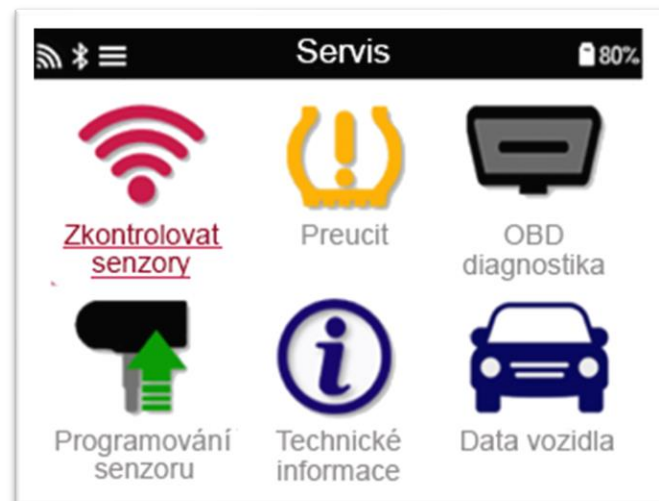 Servis
80%
Zkontrolovat
senzory
Preucit
OBD
diagnostika
Programování
senzoru
Technické
informace
Data vozidla